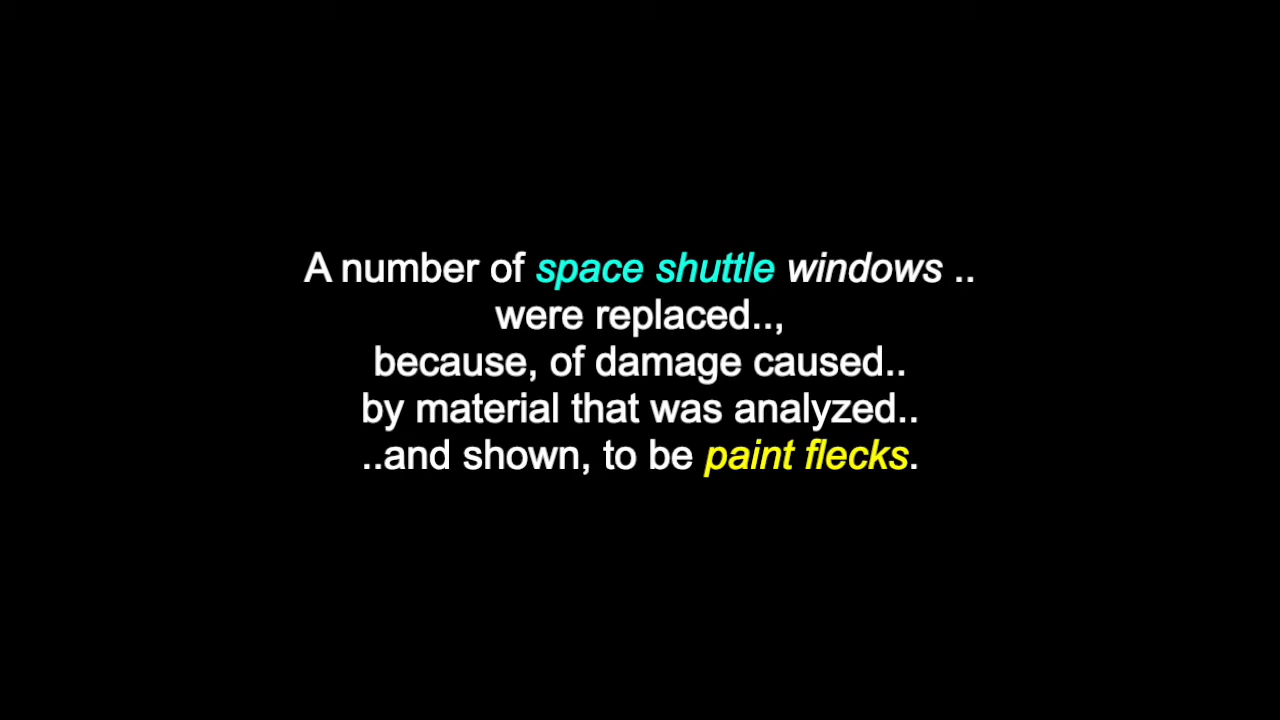 A number of space shuttle windows ..
were replaced..,
because, of damage caused..
by material that was analyzed..
..and shown, to be paint flecks.